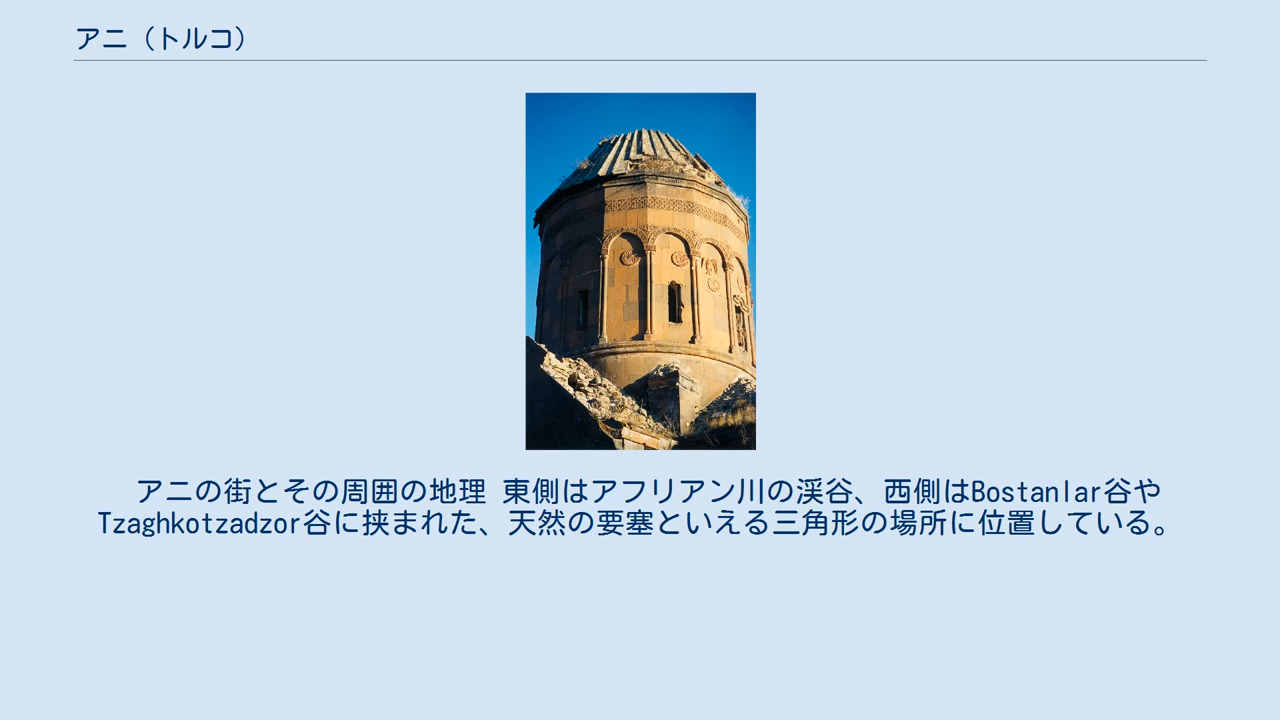 アニ（トルコ）
アニの街とその周囲の地理 東側はアフリアン川の渓谷、西側はBostanlar谷や
Tzaghkotzadzor谷に挟まれた、天然の要塞といえる三角形の場所に位置している。